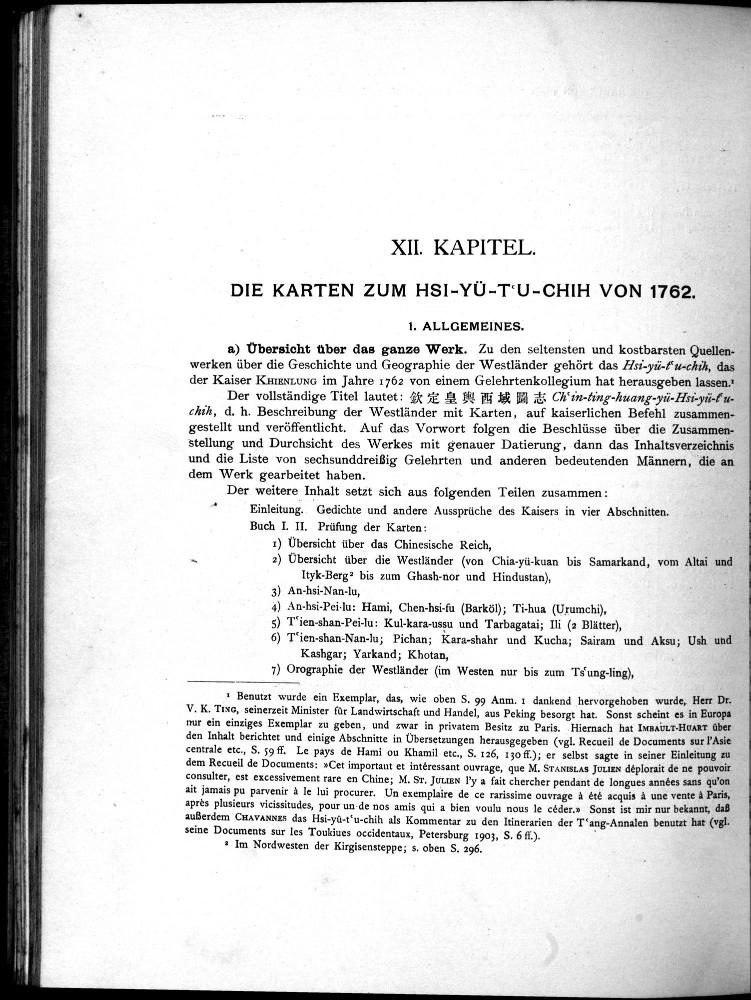 XII. KAPITEL.
DIE KARTEN ZUM HSI-YÜ-TʿU-CHIH VON 1762.
1. ALLGEMEINES.
a) Übersicht über das ganze Werk. Zu den seltensten und kostbarsten Quellen-
werken über die Geschichte und Geographie der Westländer gehört das Hsi-yü-tʿu-chih, das
der Kaiser KHIENLUNG im Jahre 1762 von einem Gelehrtenkollegium hat herausgeben lassen.¹
Der vollständige Titel lautet: 欽定皇輿西域圖志 Chʿin-ting-huang-yü-Hsi-yü-tʿu-
chih, d. h. Beschreibung der Westländer mit Karten, auf kaiserlichen Befehl zusammen-
gestellt und veröffentlicht. Auf das Vorwort folgen die Beschlüsse über die Zusammen-
stellung und Durchsicht des Werkes mit genauer Datierung, dann das Inhaltsverzeichnis
und die Liste von sechsunddreißig Gelehrten und anderen bedeutenden Männern, die an
dem Werk gearbeitet haben.
Der weitere Inhalt setzt sich aus folgenden Teilen zusammen:
Einleitung. Gedichte und andere Aussprüche des Kaisers in vier Abschnitten.
Buch I. II. Prüfung der Karten:
1) Übersicht über das Chinesische Reich,
2) Übersicht über die Westländer (von Chia-yü-kuan bis Samarkand, vom Altai und
Ityk-Berg² bis zum Ghash-nor und Hindustan),
3) An-hsi-Nan-lu,
4) An-hsi-Pei-lu: Hami, Chen-hsi-fu (Barköl); Ti-hua (Urumchi),
5) Tʿien-shan-Pei-lu: Kul-kara-ussu und Tarbagatai; Ili (2 Blätter),
6) Tʿien-shan-Nan-lu; Pichan; Kara-shahr und Kucha; Sairam und Aksu; Ush und
Kashgar; Yarkand; Khotan,
7) Orographie der Westländer (im Westen nur bis zum Tsʿung-ling),
¹ Benutzt wurde ein Exemplar, das, wie oben S. 99 Anm. 1 dankend hervorgehoben wurde, Herr Dr.
V. K. TING, seinerzeit Minister für Landwirtschaft und Handel, aus Peking besorgt hat. Sonst scheint es in Europa
nur ein einziges Exemplar zu geben, und zwar in privatem Besitz zu Paris. Hiernach hat IMBAULT-HUART über
den Inhalt berichtet und einige Abschnitte in Übersetzungen herausgegeben (vgl. Recueil de Documents sur l'Asie
centrale etc., S. 59 ff. Le pays de Hami ou Khamil etc., S. 126, 130 ff.); er selbst sagte in seiner Einleitung zu
dem Recueil de Documents: »Cet important et intéressant ouvrage, que M. STANISLAS JULIEN déplorait de ne pouvoir
consulter, est excessivement rare en Chine; M. ST. JULIEN l'y a fait chercher pendant de longues années sans qu'on
ait jamais pu parvenir à le lui procurer. Un exemplaire de ce rarissime ouvrage à été acquis à une vente à Paris,
après plusieurs vicissitudes, pour un de nos amis qui a bien voulu nous le céder.» Sonst ist mir nur bekannt, daß
außerdem CHAVANNES das Hsi-yü-tʿu-chih als Kommentar zu den Itinerarien der Tʿang-Annalen benutzt hat (vgl.
seine Documents sur les Toukiues occidentaux, Petersburg 1903, S. 6 ff.).
² Im Nordwesten der Kirgisensteppe; s. oben S. 296.